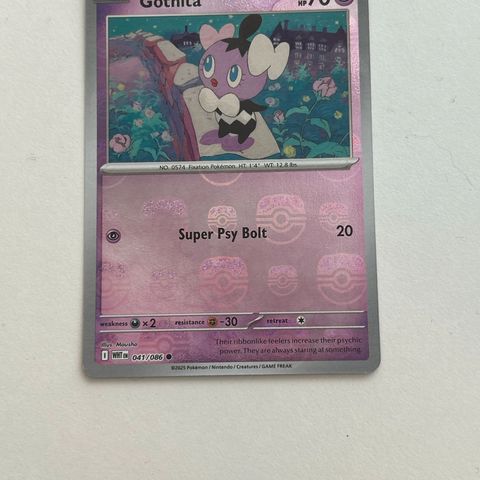 Gothita HP 70
NO. 0574 Fixation Pokémon HT: 1'4" WT: 12.8 lbs
Super Psy Bolt 20
weakness ×2 resistance -30 retreat
Illus. Mousho
I WHT EN 041/086
Their ribbonlike feelers increase their psychic
power. They are always staring at something.
©2025 Pokémon / Nintendo / Creatures / GAME FREAK